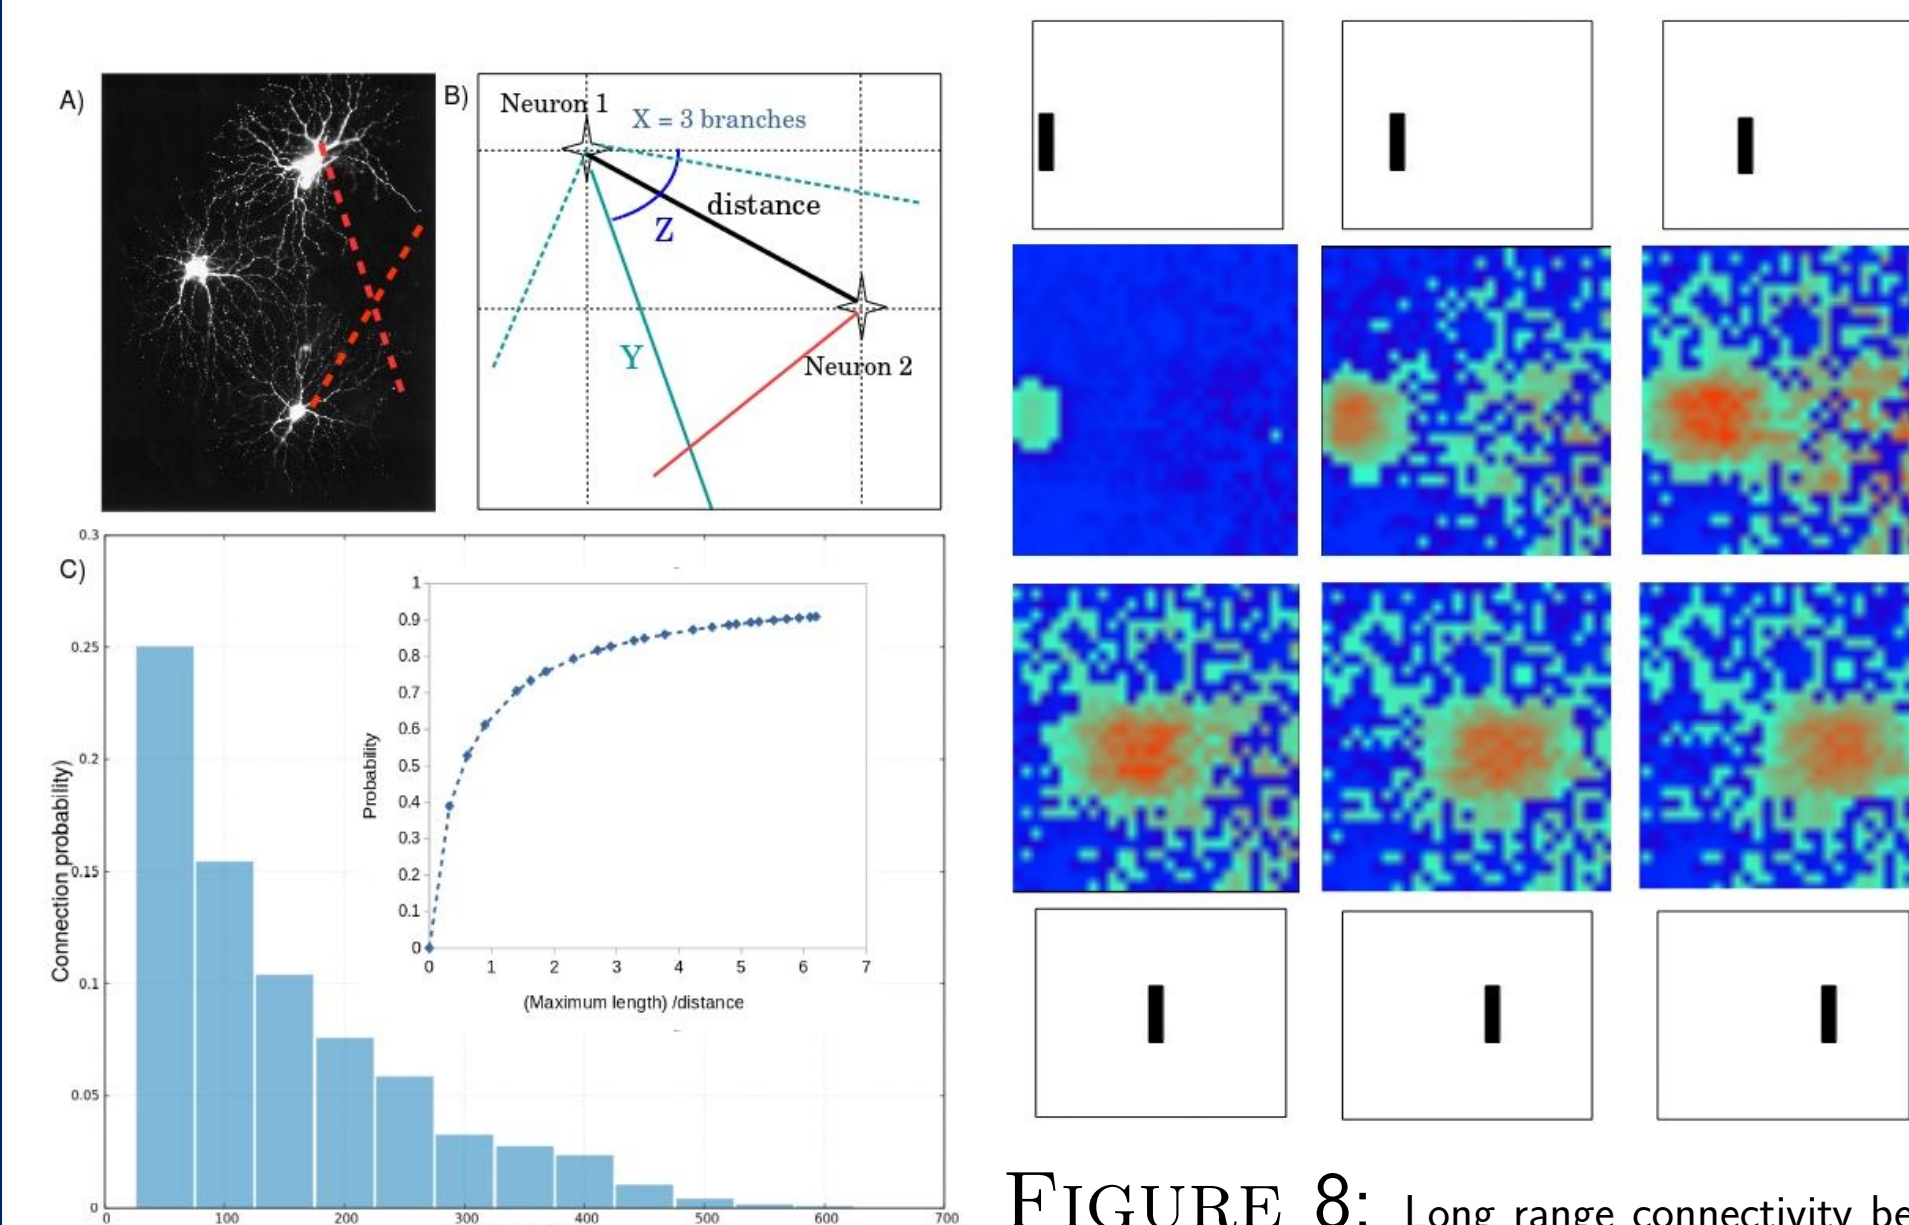 A)
B)
Neuron 1
X = 3 branches
distance
Z
Y
Neuron 2
C)
0.3
0.25
0.2
0.15
0.1
0.05
0
Connection probability)
0
100
200
300
400
500
600
700
1
0.9
0.8
0.7
0.6
0.5
0.4
0.3
0.2
0.1
0
Probability
0
1
2
3
4
5
6
7
(Maximum length) /distance
FIGURE 8: Long range connectivity be